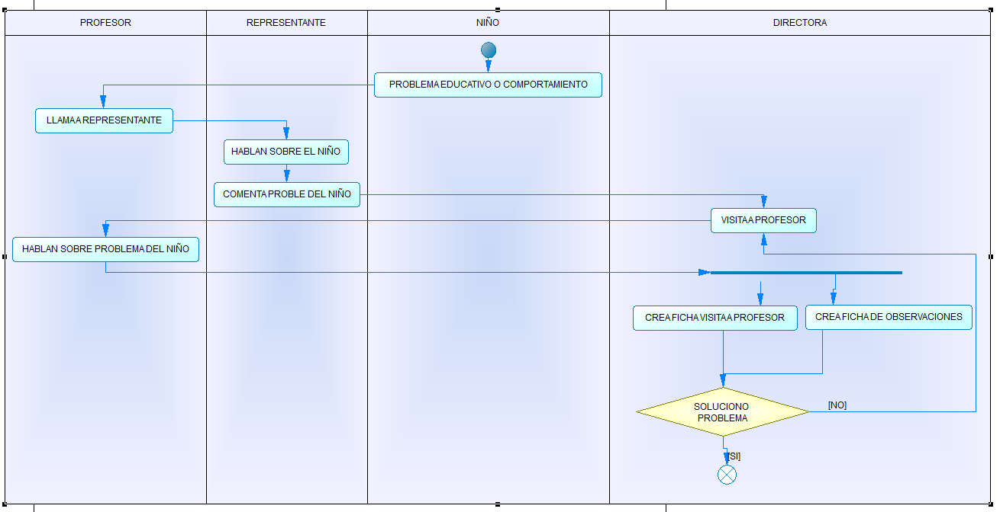 PROFESOR
REPRESENTANTE
NIÑO
DIRECTORA
PROBLEMA EDUCATIVO O COMPORTAMIENTO
LLAMA A REPRESENTANTE
HABLAN SOBRE EL NIÑO
COMENTA PROBLE DEL NIÑO
VISITA A PROFESOR
HABLAN SOBRE PROBLEMA DEL NIÑO
CREA FICHA VISITA A PROFESOR
CREA FICHA DE OBSERVACIONES
SOLUCIONO
PROBLEMA
[NO]
[SI]